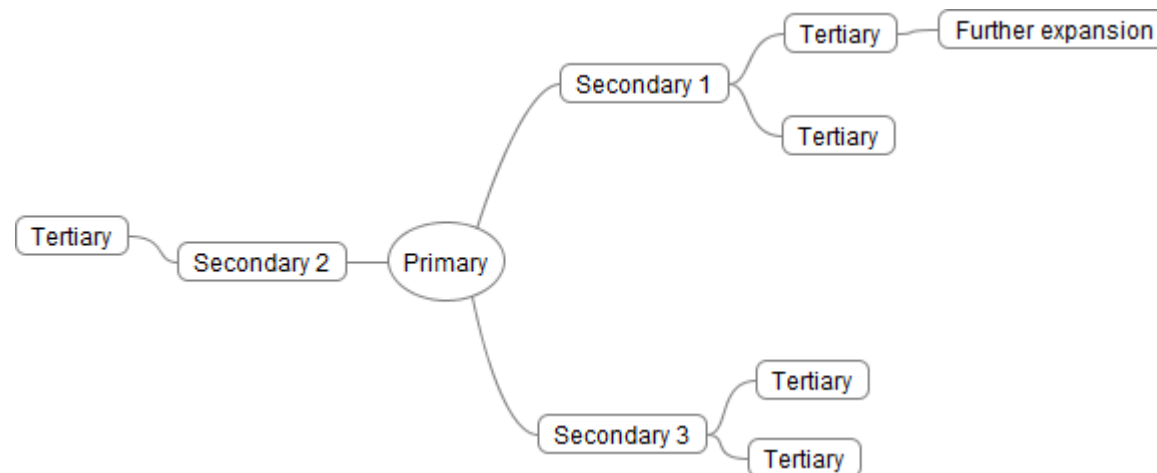 Tertiary
Further expansion
Secondary 1
Tertiary
Tertiary
Secondary 2
Primary
Tertiary
Secondary 3
Tertiary